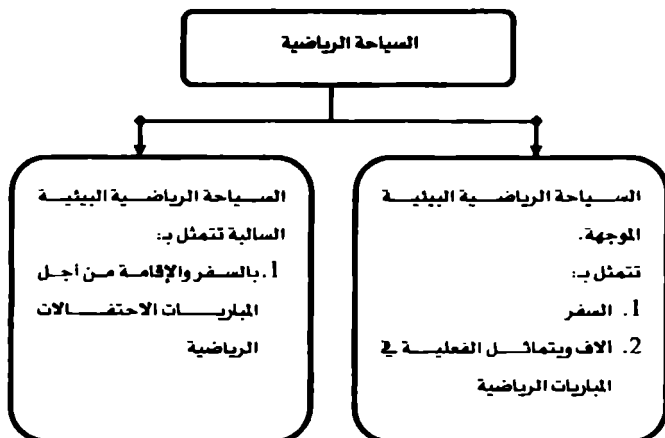 السياحة الرياضية
السياحة الرياضية البيئية
الموجهة.
تتمثل بـ:
1. السفر
2. آلاف ويتماثل الفعلية في
المباريات الرياضية
السياحة الرياضية البيئية
السالبة تتمثل بـ:
1. بالسفر والإقامة من أجل
المباريات الاحتفالات
الرياضية